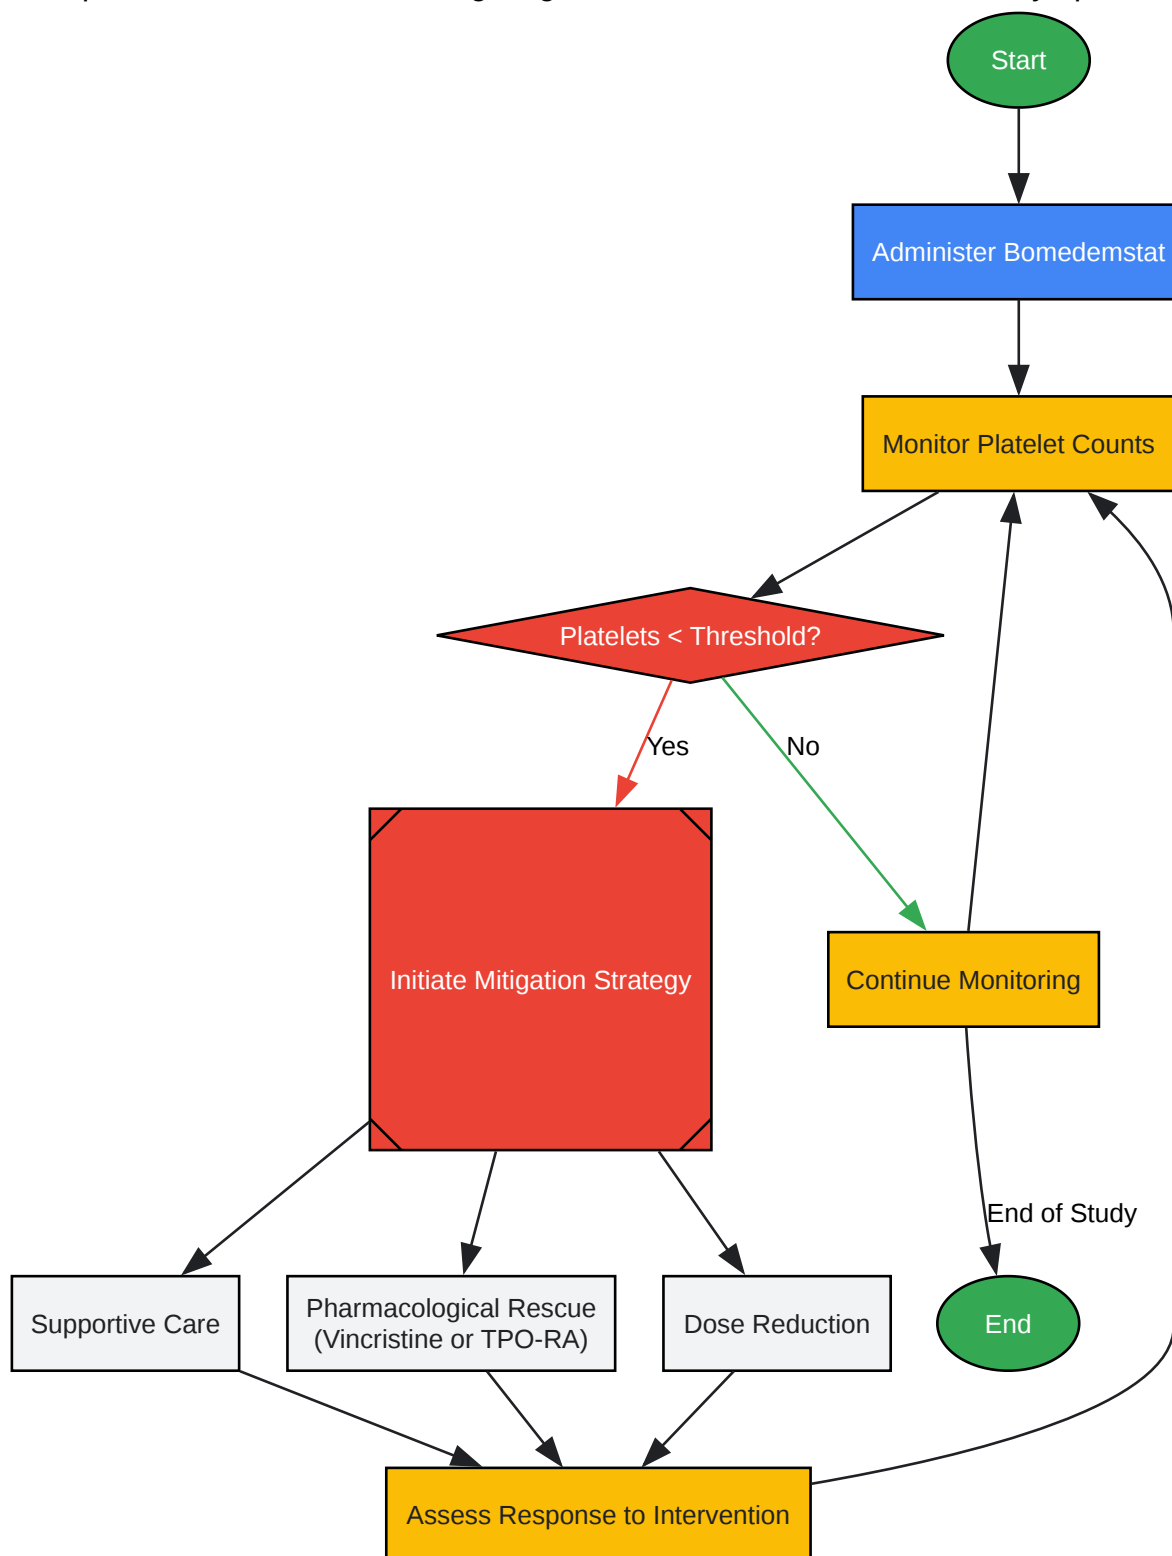 Start
Administer Bomedemstat
Monitor Platelet Counts
Platelets < Threshold?
Yes
No
Initiate Mitigation Strategy
Continue Monitoring
End of Study
Supportive Care
Pharmacological Rescue
(Vincristine or TPO-RA)
Dose Reduction
End
Assess Response to Intervention